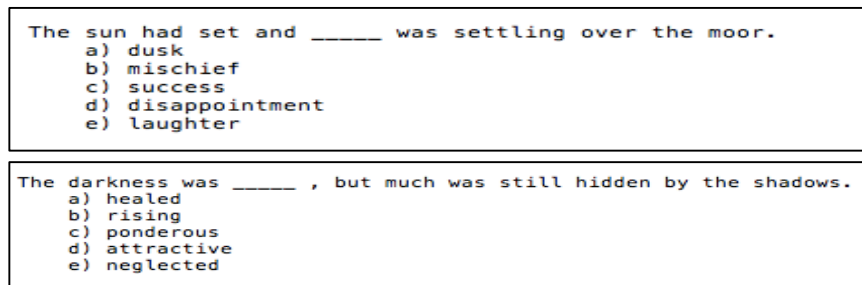 The sun had set and _____ was settling over the moor.
a) dusk
b) mischief
c) success
d) disappointment
e) laughter
The darkness was _____ , but much was still hidden by the shadows.
a) healed
b) rising
c) ponderous
d) attractive
e) neglected